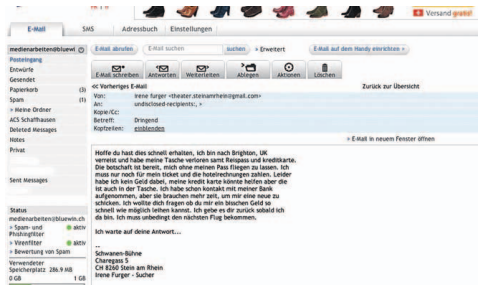 Versand gratis!
E-Mail SMS Adressbuch Einstellungen
medienarbeiten@bluewi
E-Mail abrufen E-Mail suchen suchen » Erweitert E-Mail auf dem Handy einrichten »
Posteingang
Entwürfe
Gesendet
Papierkorb (3)
Spam (1)
» Meine Ordner
ACS Schaffhausen
Deleted Messages
Notes
Privat
Sent Messages
Status
medienarbeiten@bluewin.ch
» Spam- und Phishingfilter aktiv
» Virenfilter aktiv
» Bewertung von Spam
Verwendeter
Speicherplatz 286.9 MB
0 GB 1 GB
E-Mail schreiben Antworten Weiterleiten Ablegen Aktionen Löschen
<< Vorheriges E-Mail Zurück zur Übersicht
Von: irene furger <theater.steinamrhein@gmail.com>
An: undisclosed-recipients:, >
Kopie/Cc:
Betreff: Dringend
Kopfzeilen: einblenden
» E-Mail in neuem Fenster öffnen
Hoffe du hast dies schnell erhalten, ich bin nach Brighton, UK
verreist und habe meine Tasche verloren samt Reispass und kreditkarte.
Die botschaft ist bereit, mich ohne meinen Pass fliegen zu lassen. Ich
muss nur noch für mein ticket und die hotelrechnungen zahlen. Leider
habe ich kein Geld dabei, meine kredit karte könnte helfen aber die
ist auch in der Tasche. Ich habe schon kontakt mit meiner Bank
aufgenommen, aber sie brauchen mehr zeit, um mir eine neue zu
schicken. Ich wollte dich fragen ob du mir ein bisschen Geld so
schnell wie möglich leihen kannst. Ich gebe es dir zurück sobald ich
da bin. Ich muss unbedingt den nächsten Flug bekommen.
Ich warte auf deine Antwort...
--
Schwanen-Bühne
Charegass 5
CH 8260 Stein am Rhein
Irene Furger - Sucher